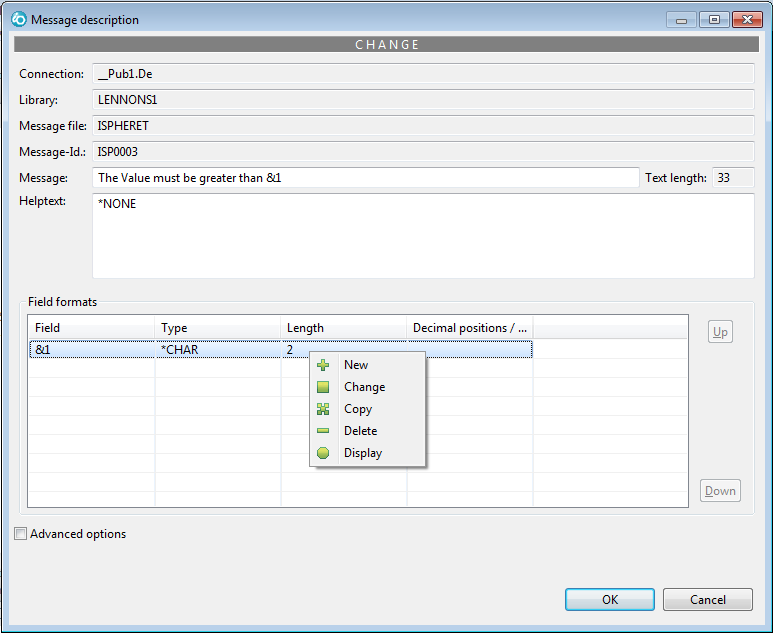 Message description
CHANGE
Connection: __Pub1.De
Library: LENNONS1
Message file: ISPHERET
Message-Id.: ISP0003
Message: The Value must be greater than &1 Text length: 33
Helptext: *NONE
Field formats
Field Type Length Decimal positions / ...
&1 *CHAR 2
Up
New
Change
Copy
Delete
Display
Down
Advanced options
OK Cancel